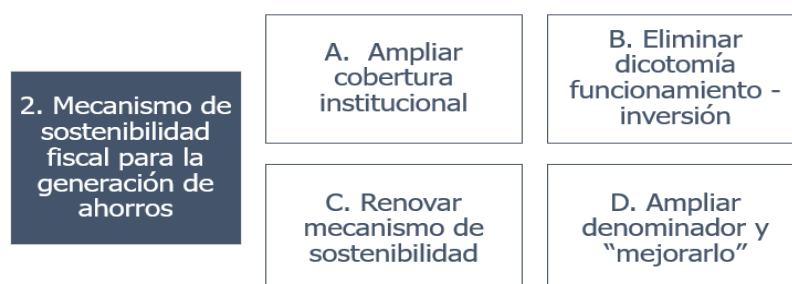 2. Mecanismo de
sostenibilidad
fiscal para la
generación de
ahorros
A. Ampliar
cobertura
institucional
B. Eliminar
dicotomía
funcionamiento -
inversión
C. Renovar
mecanismo de
sostenibilidad
D. Ampliar
denominador y
“mejorarlo”